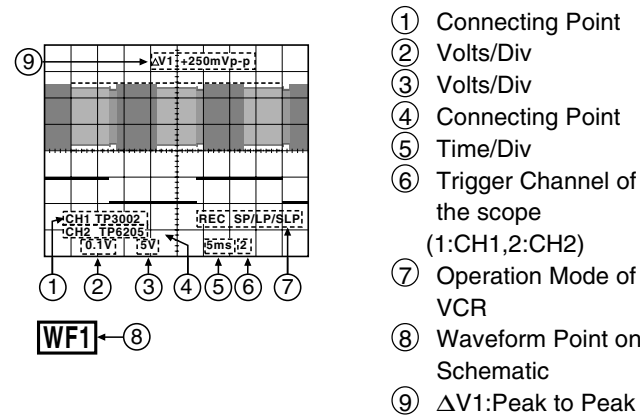 9 ΔV1 +250mVp-p
CH1 TP3002 REC SP/LP/SLP
CH2 TP6205
0.1V 5V 5ms 2
1 2 3 4 5 6 7
WF1 8
1 Connecting Point
2 Volts/Div
3 Volts/Div
4 Connecting Point
5 Time/Div
6 Trigger Channel of
the scope
(1:CH1,2:CH2)
7 Operation Mode of
VCR
8 Waveform Point on
Schematic
9 ΔV1:Peak to Peak